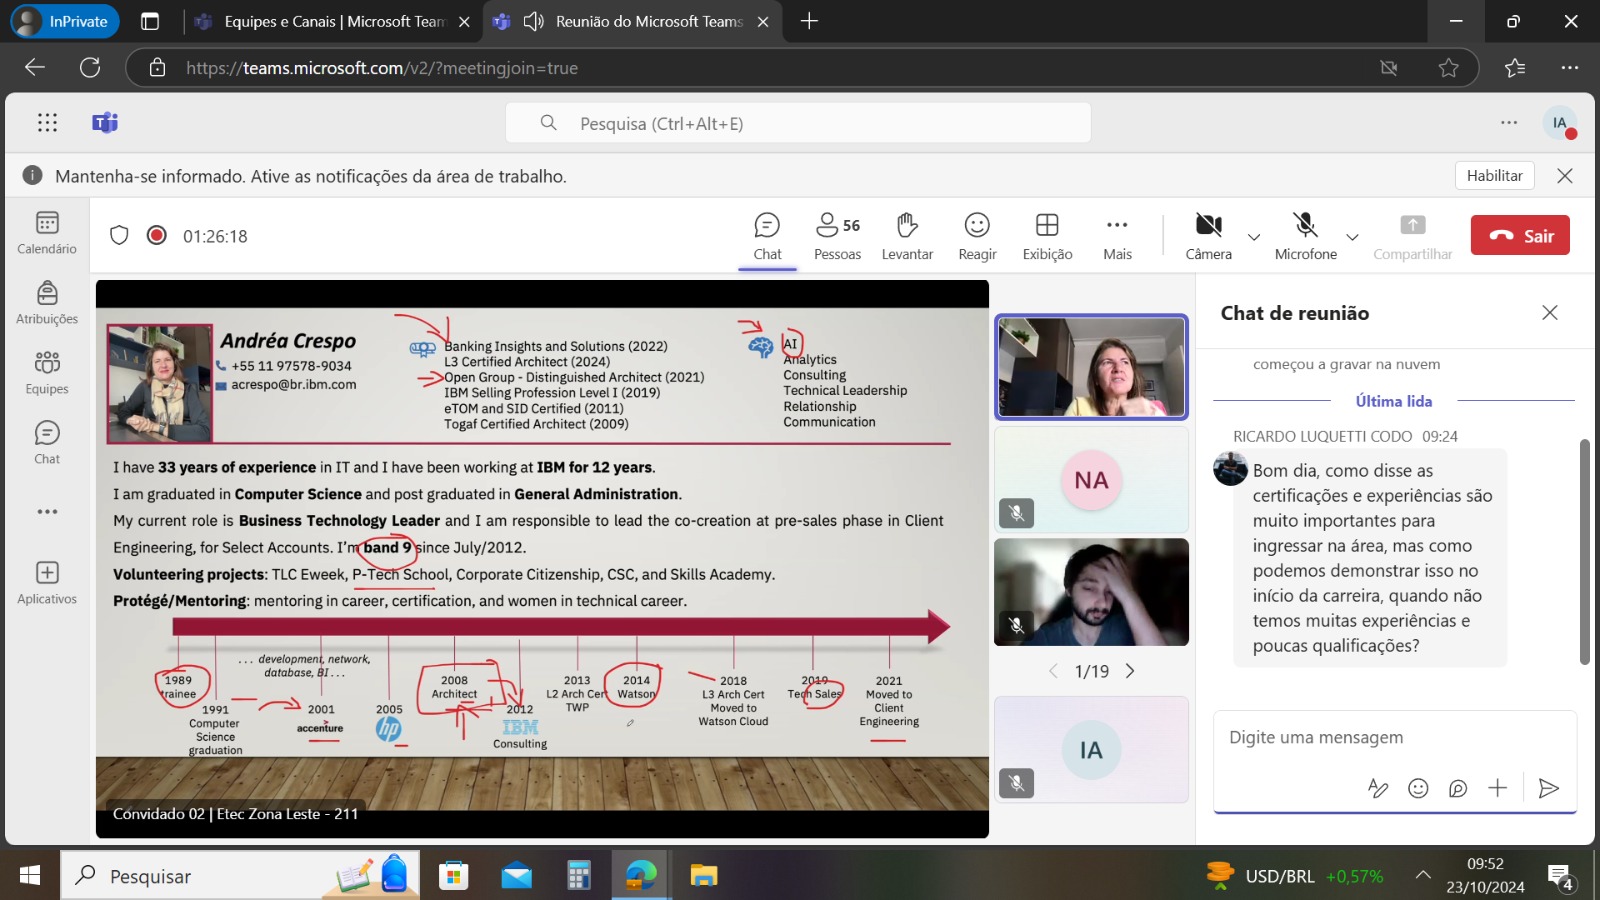 InPrivate
Equipes e Canais | Microsoft Team
Reunião do Microsoft Teams
https://teams.microsoft.com/v2/?meetingjoin=true
Pesquisa (Ctrl+Alt+E)
IA
Mantenha-se informado. Ative as notificações da área de trabalho.
Habilitar
Calendário
Atribuições
Equipes
Chat
Aplicativos
01:26:18
Chat
56
Pessoas
Levantar
Reagir
Exibição
Mais
Câmera
Microfone
Compartilhar
Sair
Andréa Crespo
+55 11 97578-9034
acrespo@br.ibm.com
Banking Insights and Solutions (2022)
L3 Certified Architect (2024)
Open Group - Distinguished Architect (2021)
IBM Selling Profession Level I (2019)
eTOM and SID Certified (2011)
Togaf Certified Architect (2009)
AI
Analytics
Consulting
Technical Leadership
Relationship
Communication
I have 33 years of experience in IT and I have been working at IBM for 12 years.
I am graduated in Computer Science and post graduated in General Administration.
My current role is Business Technology Leader and I am responsible to lead the co-creation at pre-sales phase in Client
Engineering, for Select Accounts. I'm band 9 since July/2012.
Volunteering projects: TLC Eweek, P-Tech School, Corporate Citizenship, CSC, and Skills Academy.
Protégé/Mentoring: mentoring in career, certification, and women in technical career.
1989
trainee
1991
Computer
Science
graduation
... development, network,
database, BI...
2001
accenture
2005
hp
2008
Architect
2012
IBM
Consulting
2013
L2 Arch Cert
TWP
2014
Watson
2018
L3 Arch Cert
Moved to
Watson Cloud
2019
Tech Sales
2021
Moved to
Client
Engineering
Convidado 02 | Etec Zona Leste - 211
NA
1/19
IA
Chat de reunião
começou a gravar na nuvem
Última lida
RICARDO LUQUETTI CODO 09:24
Bom dia, como disse as
certificações e experiências são
muito importantes para
ingressar na área, mas como
podemos demonstrar isso no
início da carreira, quando não
temos muitas experiências e
poucas qualificações?
Digite uma mensagem
Pesquisar
USD/BRL +0,57%
09:52
23/10/2024
4